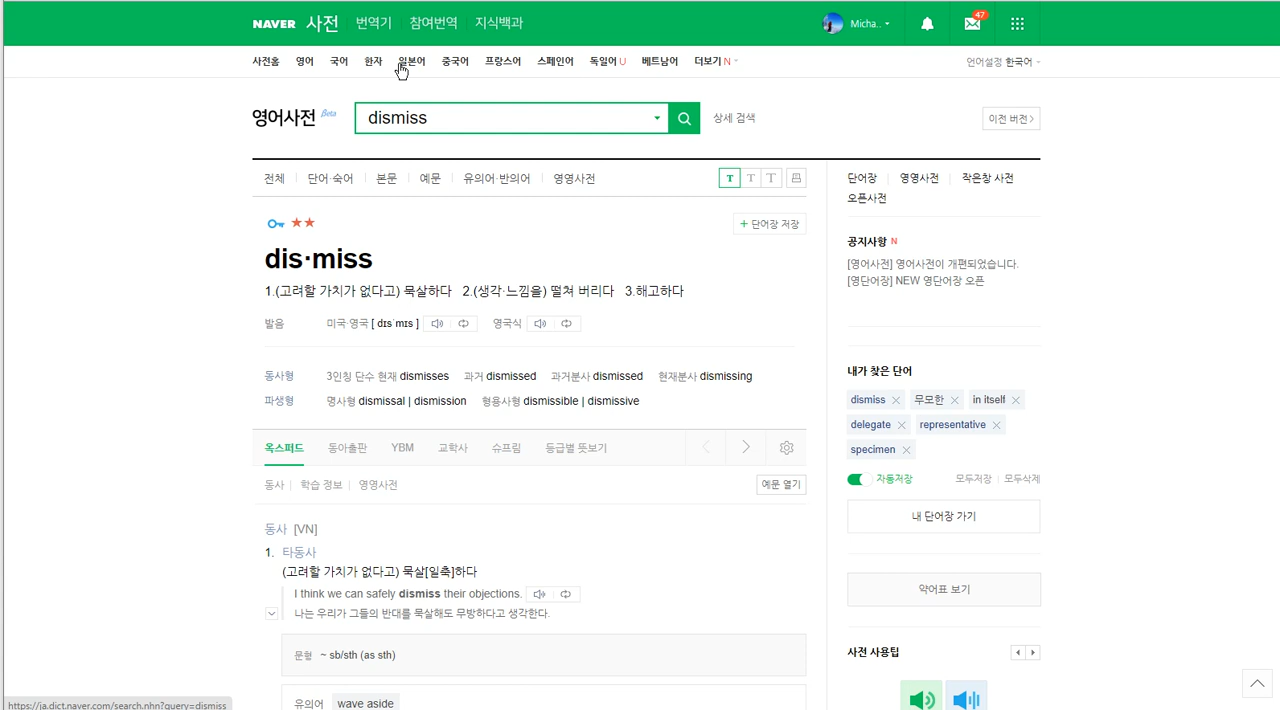 NAVER 사전 번역기 참여번역 지식백과 Micha.. 47
사전홈 영어 국어 한자 일본어 중국어 프랑스어 스페인어 독일어 U 베트남어 더보기 N 언어설정 한국어
영어사전 Beta dismiss 상세 검색 이전 버전
전체 단어·숙어 본문 예문 유의어·반의어 영영사전 T T T
단어장 영영사전 작은창 사전
오픈사전
+ 단어장 저장
dis·miss
1.(고려할 가치가 없다고) 묵살하다 2.(생각·느낌을) 떨쳐 버리다 3.해고하다
발음 미국·영국 [ dɪsˈmɪs ] 영국식
동사형 3인칭 단수 현재 dismisses 과거 dismissed 과거분사 dismissed 현재분사 dismissing
파생형 명사형 dismissal | dismission 형용사형 dismissible | dismissive
옥스퍼드 동아출판 YBM 교학사 슈프림 등급별 뜻보기
동사 학습 정보 영영사전 예문 열기
동사 [VN]
1. 타동사
(고려할 가치가 없다고) 묵살[일축]하다
I think we can safely dismiss their objections.
나는 우리가 그들의 반대를 묵살해도 무방하다고 생각한다.
문형 ~ sb/sth (as sth)
유의어 wave aside
공지사항 N
[영어사전] 영어사전이 개편되었습니다.
[영단어장] NEW 영단어장 오픈
내가 찾은 단어
dismiss 무모한 in itself
delegate representative
specimen
자동저장 모두저장 모두삭제
내 단어장 가기
약어표 보기
사전 사용팁
https://ja.dict.naver.com/search.nhn?query=dismiss